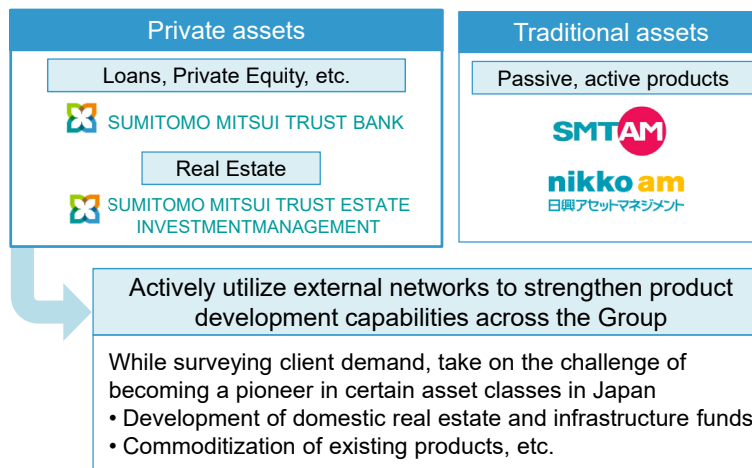 Private assets
Loans, Private Equity, etc.
SUMITOMO MITSUI TRUST BANK
Real Estate
SUMITOMO MITSUI TRUST ESTATE
INVESTMENTMANAGEMENT
Traditional assets
Passive, active products
SMTAM
nikko am
日興アセットマネジメント
Actively utilize external networks to strengthen product
development capabilities across the Group
While surveying client demand, take on the challenge of
becoming a pioneer in certain asset classes in Japan
• Development of domestic real estate and infrastructure funds
• Commoditization of existing products, etc.